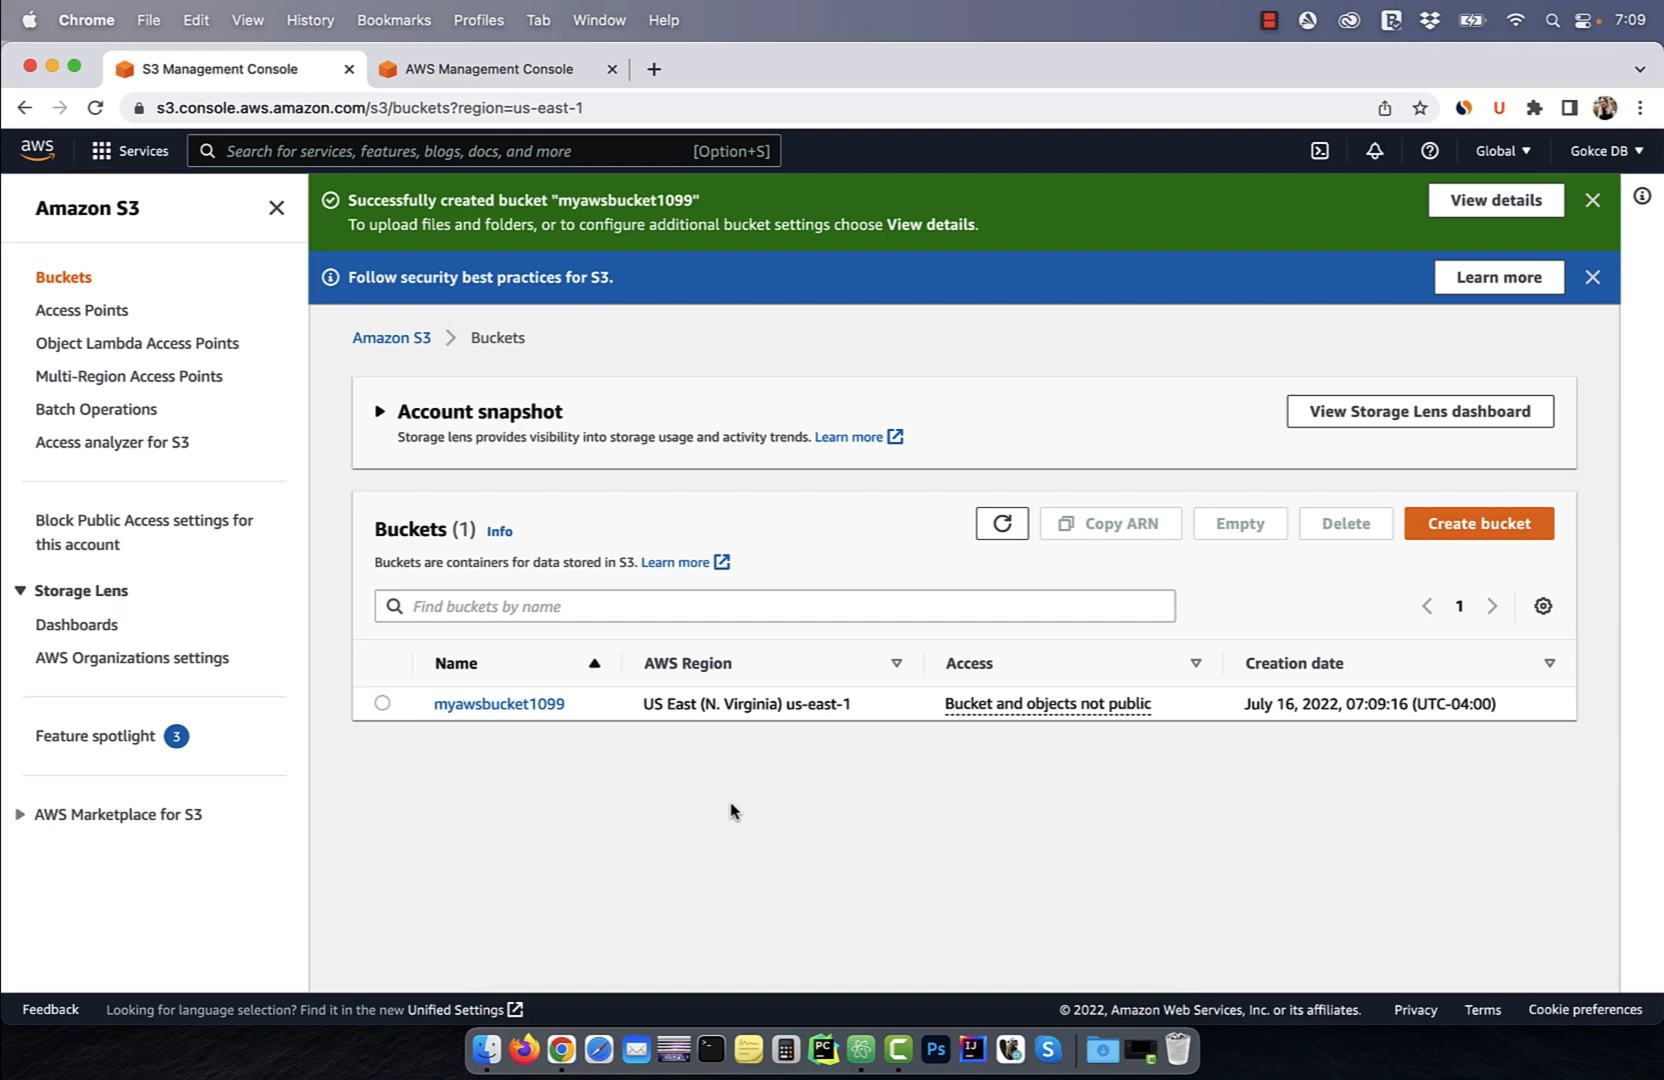 Chrome File Edit View History Bookmarks Profiles Tab Window Help 7:09
S3 Management Console AWS Management Console
s3.console.aws.amazon.com/s3/buckets?region=us-east-1
aws Services Search for services, features, blogs, docs, and more [Option+S] Global Gokce DB
Amazon S3
Buckets
Access Points
Object Lambda Access Points
Multi-Region Access Points
Batch Operations
Access analyzer for S3
Block Public Access settings for
this account
Storage Lens
Dashboards
AWS Organizations settings
Feature spotlight 3
AWS Marketplace for S3
Successfully created bucket "myawsbucket1099"
To upload files and folders, or to configure additional bucket settings choose View details.
View details
Follow security best practices for S3.
Learn more
Amazon S3 Buckets
Account snapshot
Storage lens provides visibility into storage usage and activity trends. Learn more
View Storage Lens dashboard
Buckets (1) Info
Buckets are containers for data stored in S3. Learn more
Copy ARN Empty Delete Create bucket
Find buckets by name
1
Name AWS Region Access Creation date
myawsbucket1099 US East (N. Virginia) us-east-1 Bucket and objects not public July 16, 2022, 07:09:16 (UTC-04:00)
Feedback Looking for language selection? Find it in the new Unified Settings © 2022, Amazon Web Services, Inc. or its affiliates. Privacy Terms Cookie preferences
PC Ps IJ